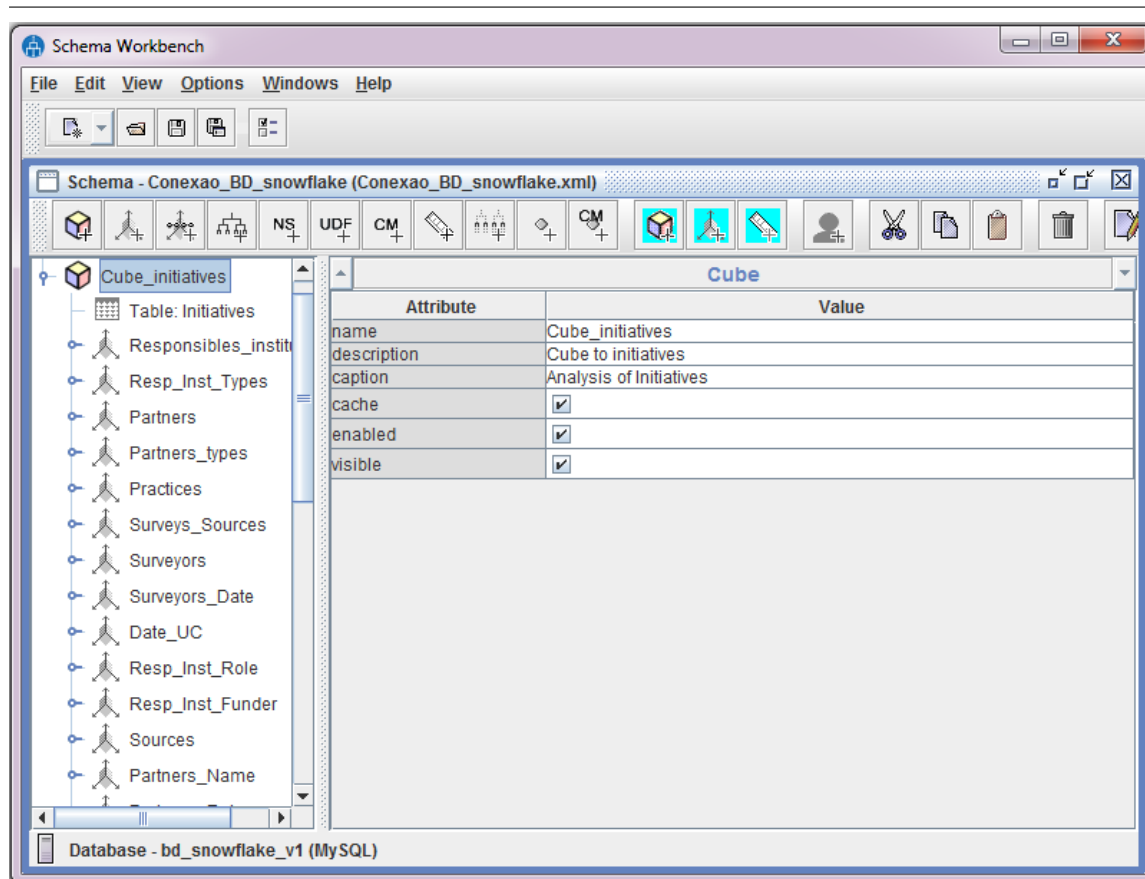 Schema Workbench
File Edit View Options Windows Help
Schema - Conexao_BD_snowflake (Conexao_BD_snowflake.xml)
NS UDF CM CM
Cube_initiatives
Table: Initiatives
Responsibles_instit
Resp_Inst_Types
Partners
Partners_types
Practices
Surveys_Sources
Surveyors
Surveyors_Date
Date_UC
Resp_Inst_Role
Resp_Inst_Funder
Sources
Partners_Name
Cube
Attribute Value
name Cube_initiatives
description Cube to initiatives
caption Analysis of Initiatives
cache
enabled
visible
Database - bd_snowflake_v1 (MySQL)